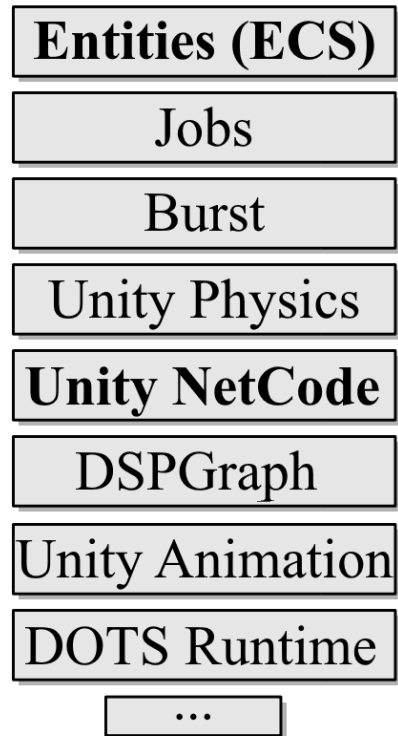 Entities (ECS)
Jobs
Burst
Unity Physics
Unity NetCode
DSPGraph
Unity Animation
DOTS Runtime
...